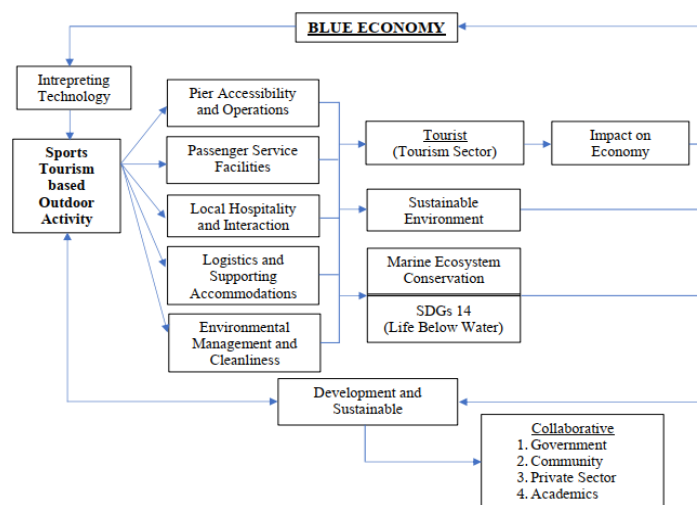 BLUE ECONOMY
Intrepreting
Technology
Sports
Tourism
based
Outdoor
Activity
Pier Accessibility
and Operations
Passenger Service
Facilities
Local Hospitality
and Interaction
Logistics and
Supporting
Accommodations
Environmental
Management and
Cleanliness
Tourist
(Tourism Sector)
Impact on
Economy
Sustainable
Environment
Marine Ecosystem
Conservation
SDGs 14
(Life Below Water)
Development and
Sustainable
Collaborative
1. Government
2. Community
3. Private Sector
4. Academics